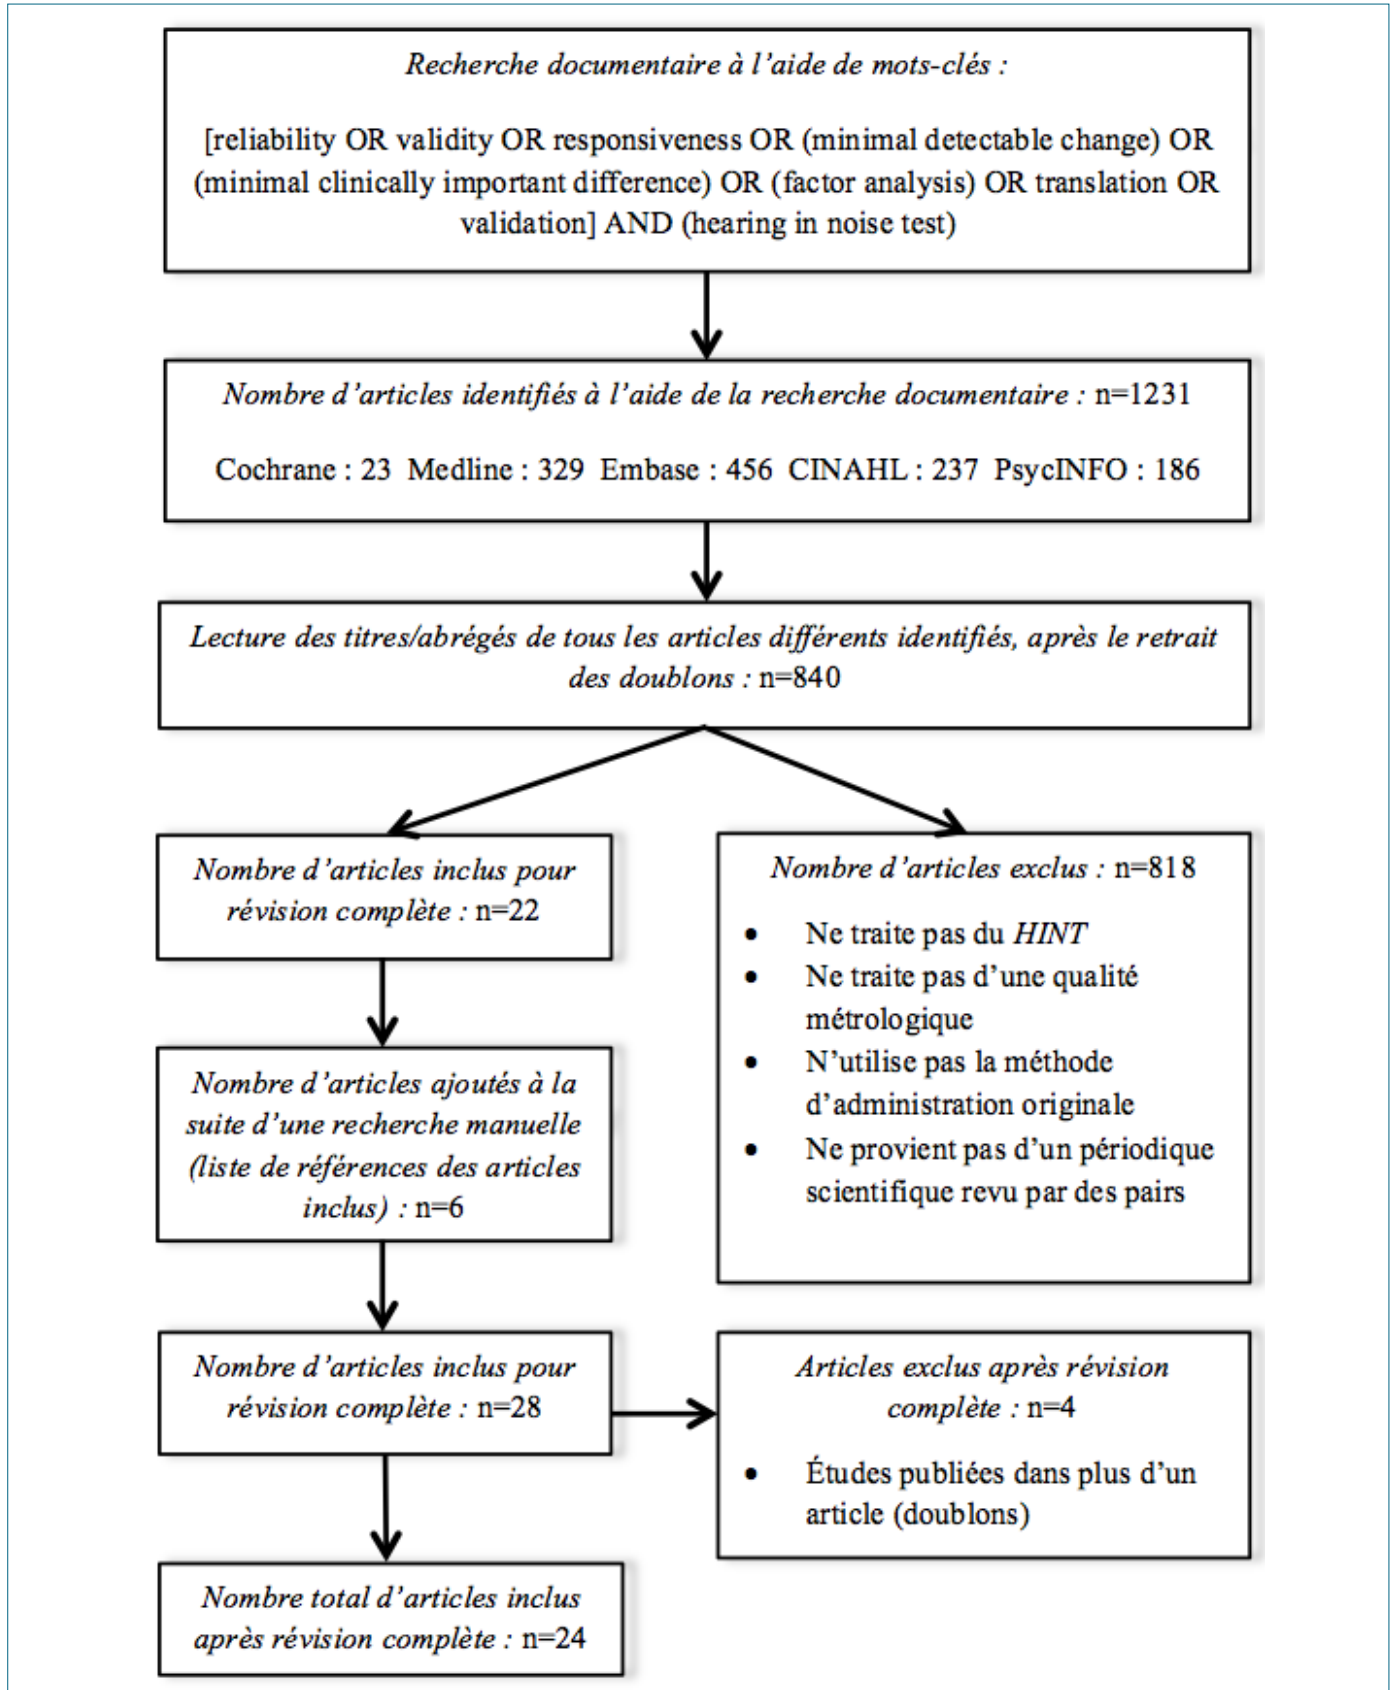 Recherche documentaire à l’aide de mots-clés :
[reliability OR validity OR responsiveness OR (minimal detectable change) OR
(minimal clinically important difference) OR (factor analysis) OR translation OR
validation] AND (hearing in noise test)
Nombre d’articles identifiés à l’aide de la recherche documentaire : n=1231
Cochrane : 23 Medline : 329 Embase : 456 CINAHL : 237 PsycINFO : 186
Lecture des titres/abrégés de tous les articles différents identifiés, après le retrait
des doublons : n=840
Nombre d’articles inclus pour
révision complète : n=22
Nombre d’articles exclus : n=818
• Ne traite pas du HINT
• Ne traite pas d’une qualité
métrologique
• N’utilise pas la méthode
d’administration originale
• Ne provient pas d’un périodique
scientifique revu par des pairs
Nombre d’articles ajoutés à la
suite d’une recherche manuelle
(liste de références des articles
inclus) : n=6
Nombre d’articles inclus pour
révision complète : n=28
Articles exclus après révision
complète : n=4
• Études publiées dans plus d’un
article (doublons)
Nombre total d’articles inclus
après révision complète : n=24